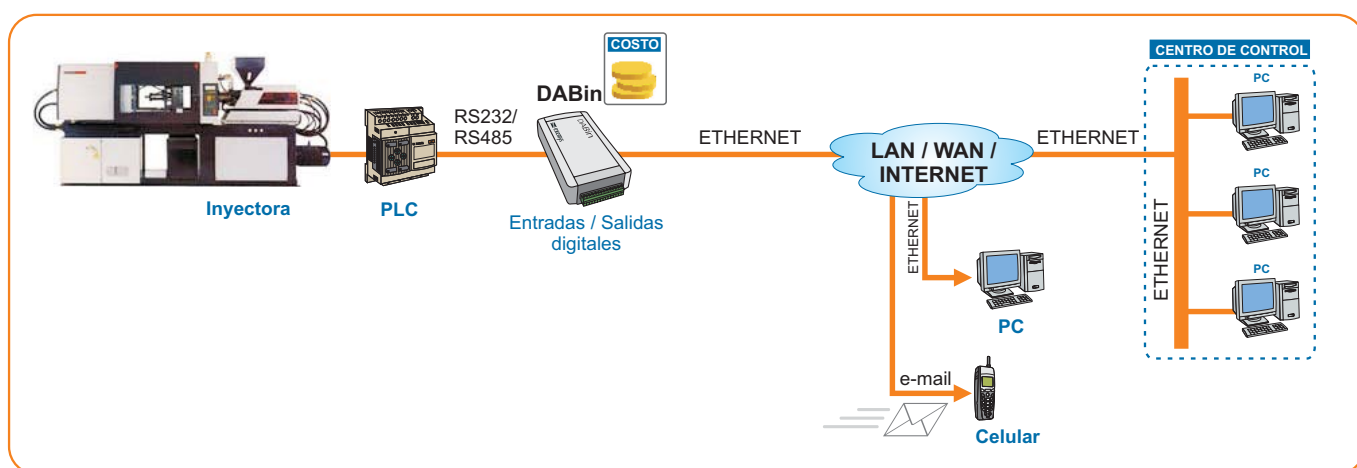 COSTO
DABin
RS232/
RS485
ETHERNET
LAN / WAN /
INTERNET
ETHERNET
CENTRO DE CONTROL
PC
PC
PC
ETHERNET
Inyectora
PLC
DABin
Entradas / Salidas
digitales
ETHERNET
PC
e-mail
Celular